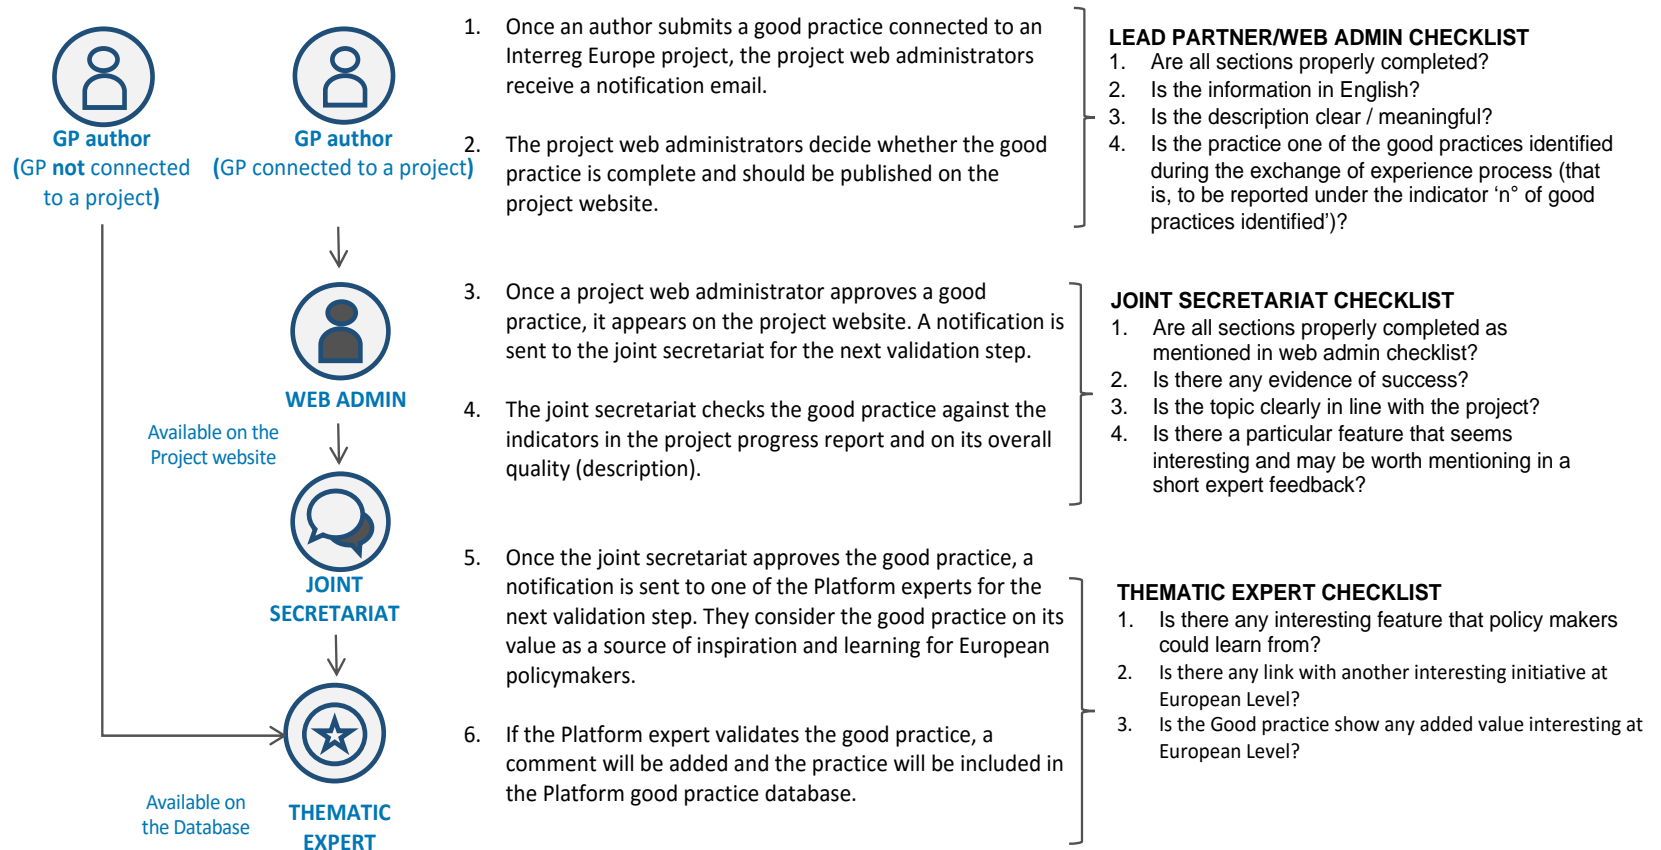 GP author
(GP not connected
to a project)
GP author
(GP connected to a project)
WEB ADMIN
Available on the
Project website
JOINT
SECRETARIAT
Available on
the Database
THEMATIC
EXPERT
1. Once an author submits a good practice connected to an
Interreg Europe project, the project web administrators
receive a notification email.
2. The project web administrators decide whether the good
practice is complete and should be published on the
project website.
3. Once a project web administrator approves a good
practice, it appears on the project website. A notification is
sent to the joint secretariat for the next validation step.
4. The joint secretariat checks the good practice against the
indicators in the project progress report and on its overall
quality (description).
5. Once the joint secretariat approves the good practice, a
notification is sent to one of the Platform experts for the
next validation step. They consider the good practice on its
value as a source of inspiration and learning for European
policymakers.
6. If the Platform expert validates the good practice, a
comment will be added and the practice will be included in
the Platform good practice database.
LEAD PARTNER/WEB ADMIN CHECKLIST
1. Are all sections properly completed?
2. Is the information in English?
3. Is the description clear / meaningful?
4. Is the practice one of the good practices identified
during the exchange of experience process (that
is, to be reported under the indicator ‘n° of good
practices identified’)?
JOINT SECRETARIAT CHECKLIST
1. Are all sections properly completed as
mentioned in web admin checklist?
2. Is there any evidence of success?
3. Is the topic clearly in line with the project?
4. Is there a particular feature that seems
interesting and may be worth mentioning in a
short expert feedback?
THEMATIC EXPERT CHECKLIST
1. Is there any interesting feature that policy makers
could learn from?
2. Is there any link with another interesting initiative at
European Level?
3. Is the Good practice show any added value interesting at
European Level?